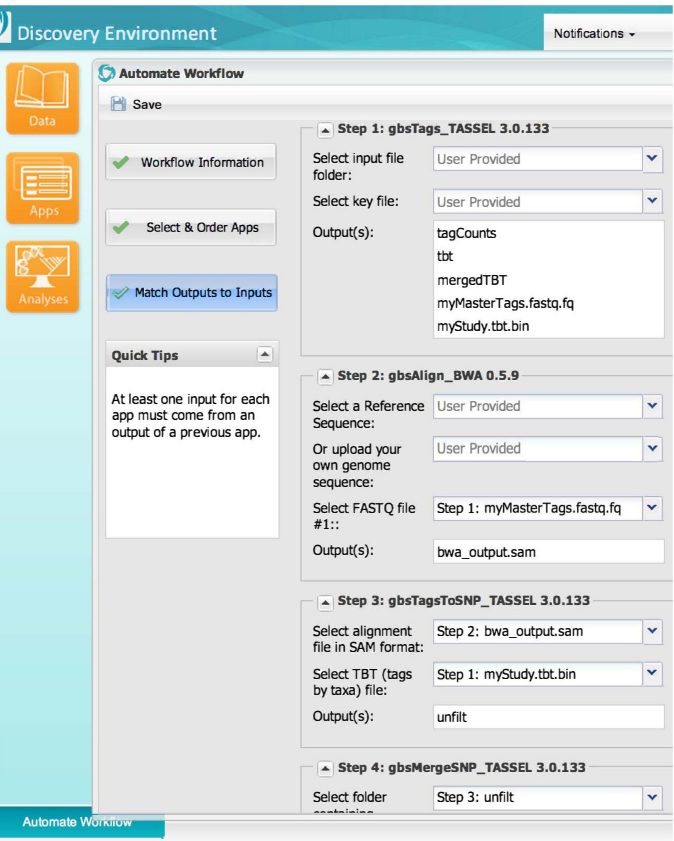 Discovery Environment
Notifications
Data
Apps
Analyses
Automate Workflow
Save
Workflow Information
Select & Order Apps
Match Outputs to Inputs
Quick Tips
At least one input for each
app must come from an
output of a previous app.
Step 1: gbsTags_TASSEL 3.0.133
Select input file
folder:
User Provided
Select key file:
User Provided
Output(s):
tagCounts
tbt
mergedTBT
myMasterTags.fastq.fq
myStudy.tbt.bin
Step 2: gbsAlign_BWA 0.5.9
Select a Reference
Sequence:
User Provided
Or upload your
own genome
sequence:
User Provided
Select FASTQ file
#1::
Step 1: myMasterTags.fastq.fq
Output(s):
bwa_output.sam
Step 3: gbsTagsToSNP_TASSEL 3.0.133
Select alignment
file in SAM format:
Step 2: bwa_output.sam
Select TBT (tags
by taxa) file:
Step 1: myStudy.tbt.bin
Output(s):
unfilt
Step 4: gbsMergeSNP_TASSEL 3.0.133
Select folder
containing
Step 3: unfilt
Automate Workflow